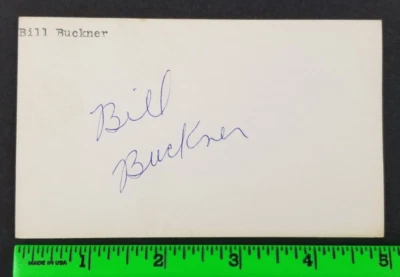 Bill Buckner
Bill
Buckner
MADE IN USA 1 2 3 4 5